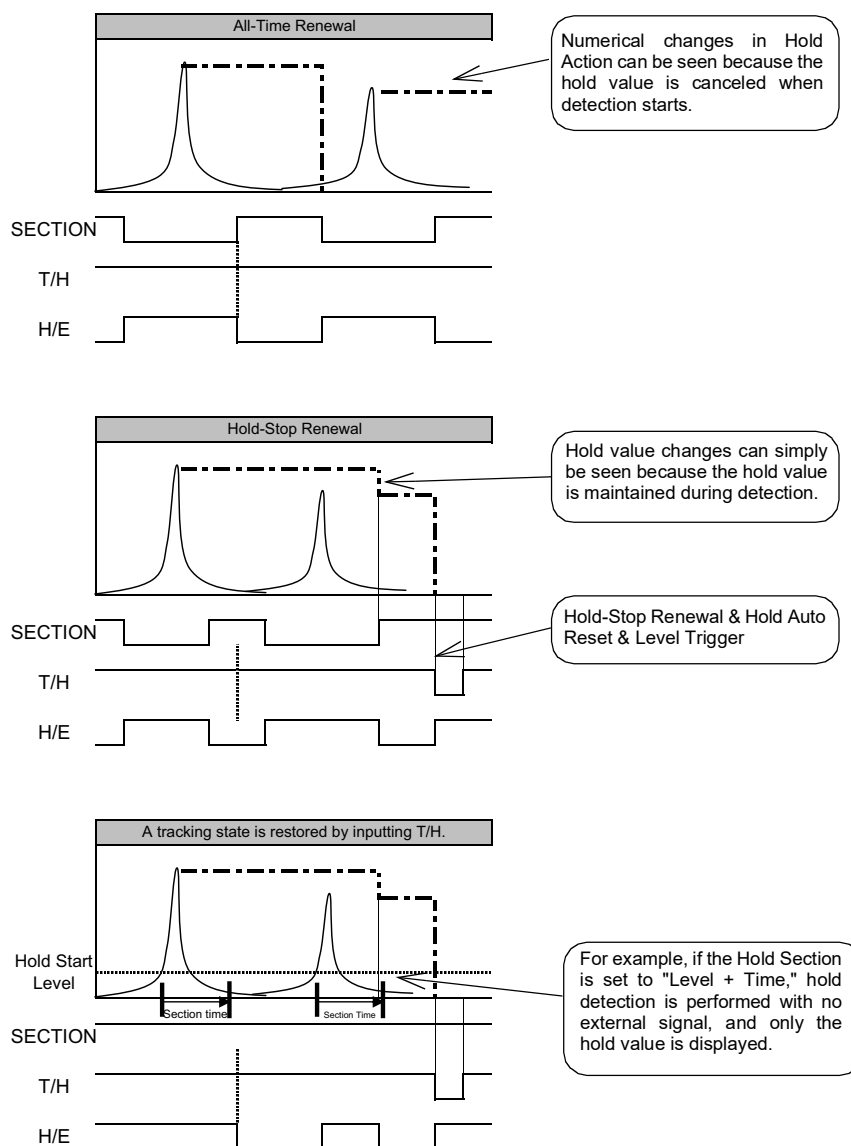 All-Time Renewal
Numerical changes in Hold
Action can be seen because the
hold value is canceled when
detection starts.
SECTION
T/H
H/E
Hold-Stop Renewal
Hold value changes can simply
be seen because the hold value
is maintained during detection.
Hold-Stop Renewal & Hold Auto
Reset & Level Trigger
SECTION
T/H
H/E
A tracking state is restored by inputting T/H.
Hold Start
Level
Section time
Section Time
For example, if the Hold Section
is set to "Level + Time," hold
detection is performed with no
external signal, and only the
hold value is displayed.
SECTION
T/H
H/E